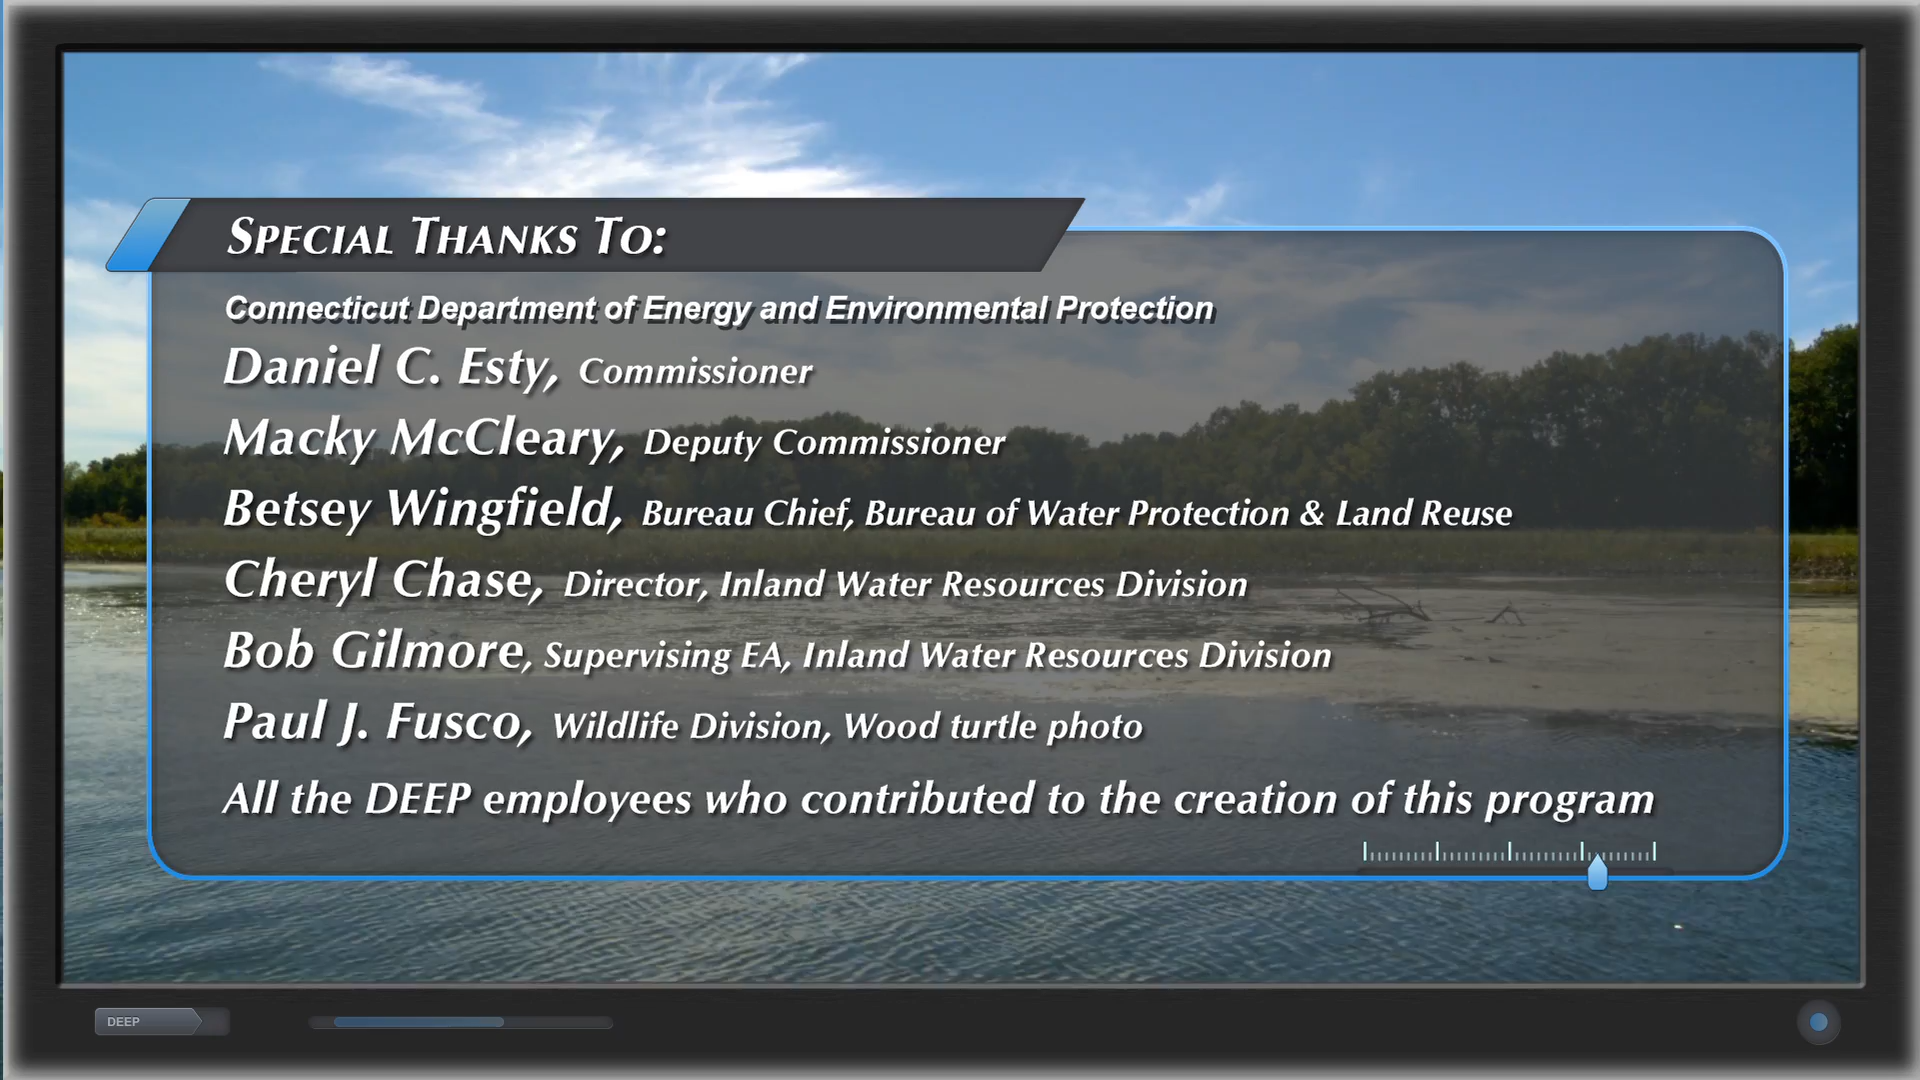 Special Thanks To:
Connecticut Department of Energy and Environmental Protection
Daniel C. Esty, Commissioner
Macky McCleary, Deputy Commissioner
Betsey Wingfield, Bureau Chief, Bureau of Water Protection & Land Reuse
Cheryl Chase, Director, Inland Water Resources Division
Bob Gilmore, Supervising EA, Inland Water Resources Division
Paul J. Fusco, Wildlife Division, Wood turtle photo
All the DEEP employees who contributed to the creation of this program
DEEP